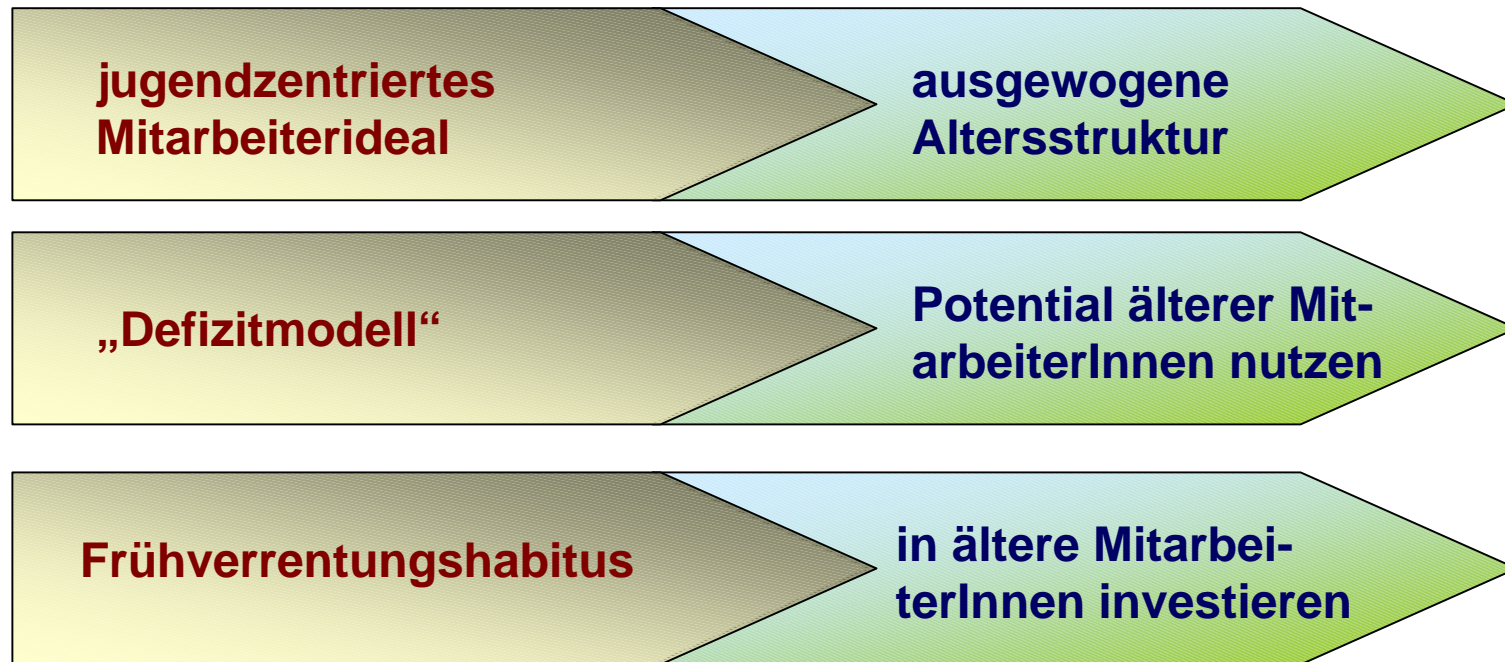 jugendzentriertes
Mitarbeiterideal
ausgewogene
Altersstruktur
„Defizitmodell“
Potential älterer Mit-
arbeiterInnen nutzen
Frühverrentungshabitus
in ältere Mitarbei-
terInnen investieren